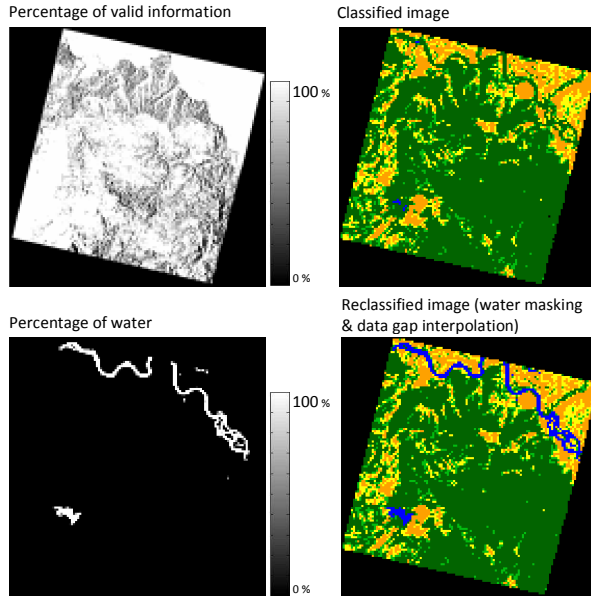 Percentage of valid information
Classified image
100 %
0 %
Percentage of water
Reclassified image (water masking
& data gap interpolation)
100 %
0 %